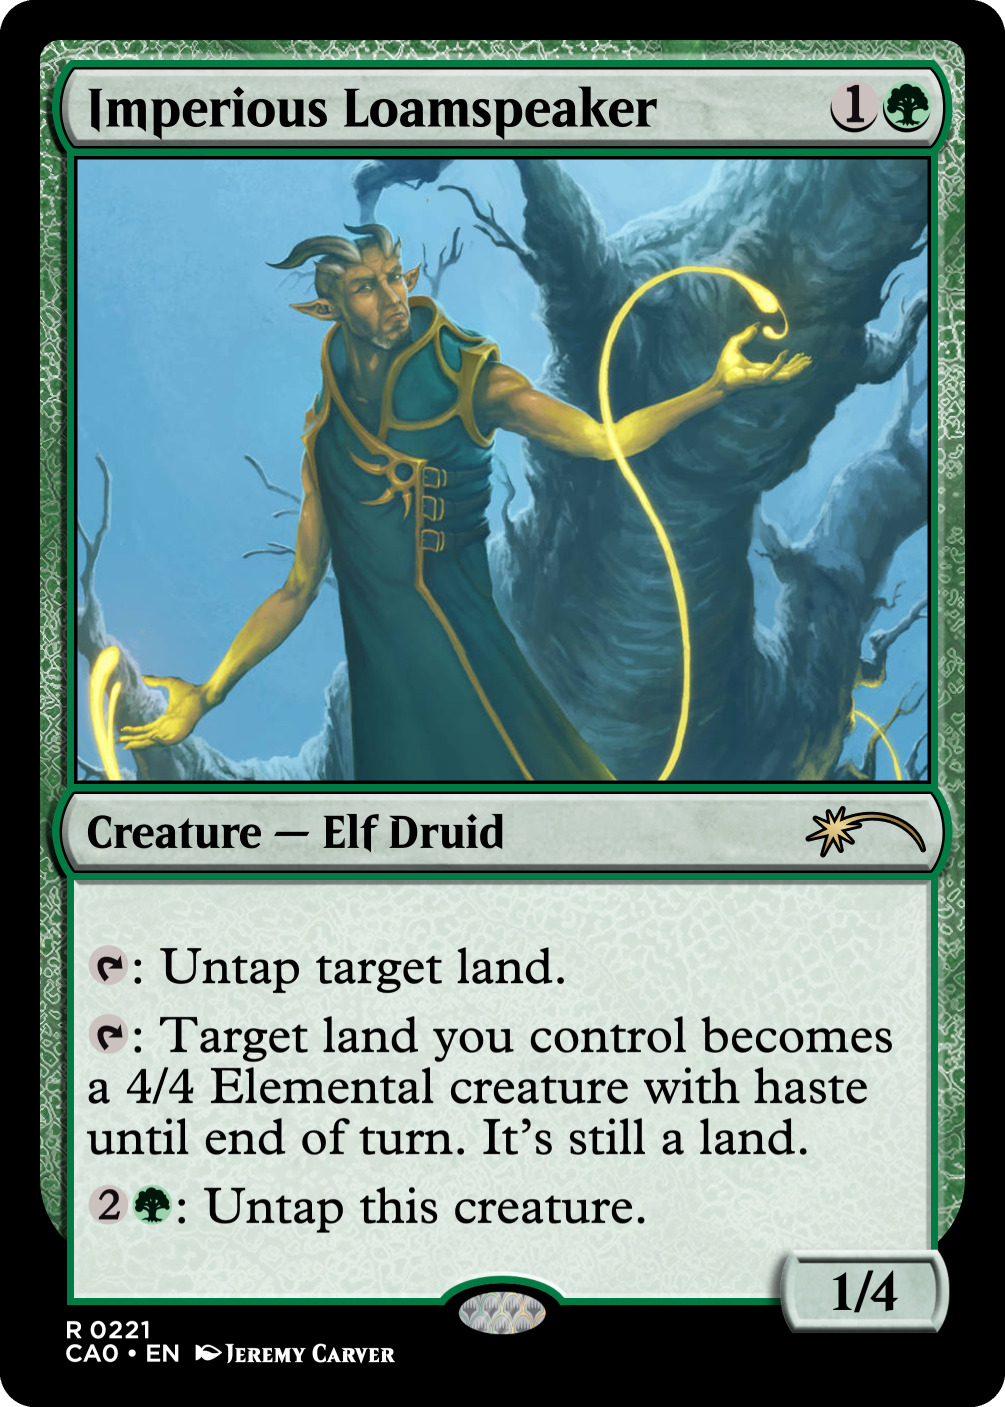 Imperious Loamspeaker 1
Creature — Elf Druid
: Untap target land.
: Target land you control becomes
a 4/4 Elemental creature with haste
until end of turn. It's still a land.
2 : Untap this creature.
1/4
R 0221
CAO • EN Jeremy Carver